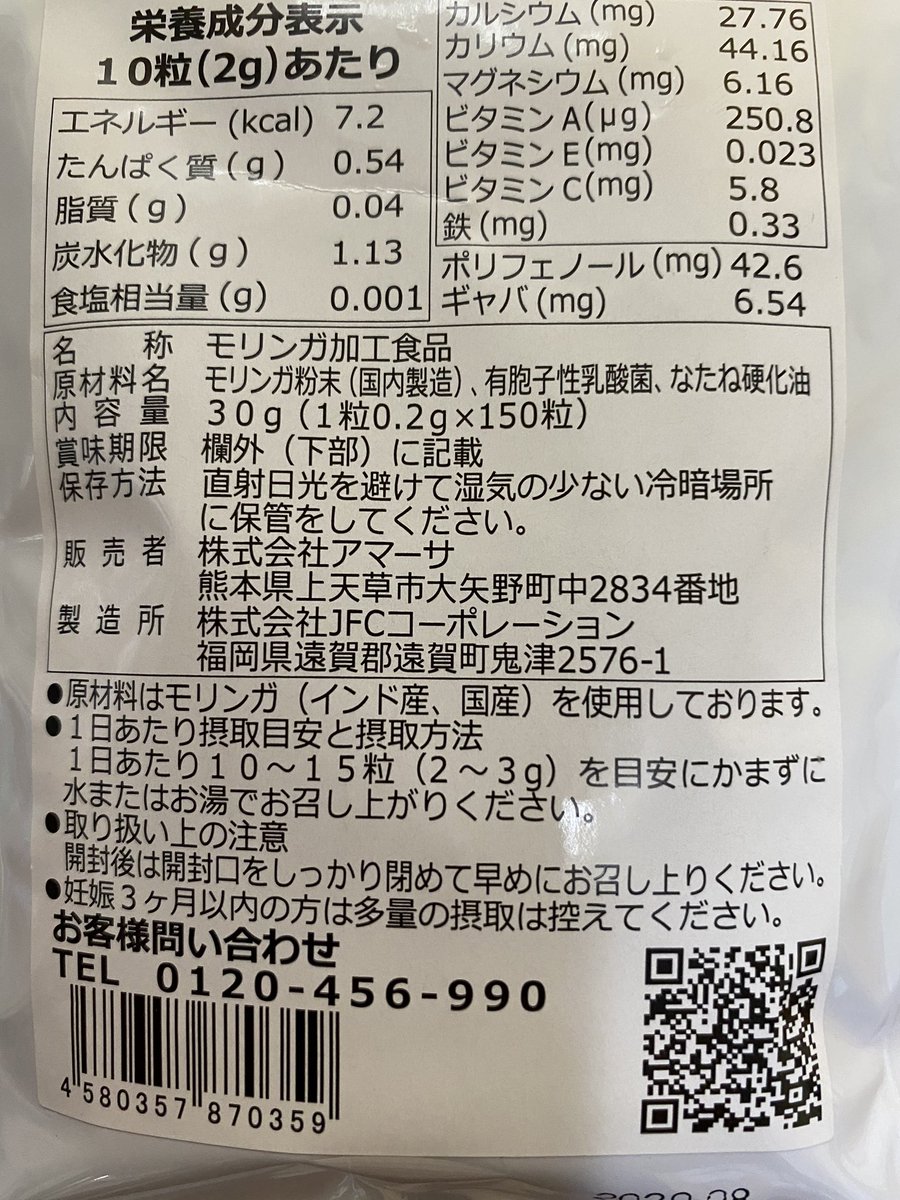 栄養成分表示
10粒(2g)あたり
エネルギー (kcal) 7.2
たんぱく質(g) 0.54
脂質(g) 0.04
炭水化物(g) 1.13
食塩相当量(g) 0.001
カルシウム(mg) 27.76
カリウム(mg) 44.16
マグネシウム(mg) 6.16
ビタミンA(μg) 250.8
ビタミンE(mg) 0.023
ビタミンC(mg) 5.8
鉄(mg) 0.33
ポリフェノール(mg) 42.6
ギャバ(mg) 6.54
名称 モリンガ加工食品
原材料名 モリンガ粉末(国内製造)、有胞子性乳酸菌、なたね硬化油
内容量 30g(1粒0.2g×150粒)
賞味期限 欄外(下部)に記載
保存方法 直射日光を避けて湿気の少ない冷暗場所
に保管をしてください。
販売者 株式会社アマーサ
熊本県上天草市大矢野町中2834番地
製造所 株式会社JFCコーポレーション
福岡県遠賀郡遠賀町鬼津2576-1
●原材料はモリンガ(インド産、国産)を使用しております。
●1日あたり摂取目安と摂取方法
1日あたり10~15粒(2~3g)を目安にかまずに
水またはお湯でお召し上がりください。
●取り扱い上の注意
開封後は開封口をしっかり閉めて早めにお召し上りください。
●妊娠3ヶ月以内の方は多量の摂取は控えてください。
お客様問い合わせ
TEL 0120-456-990
4 580357 870359